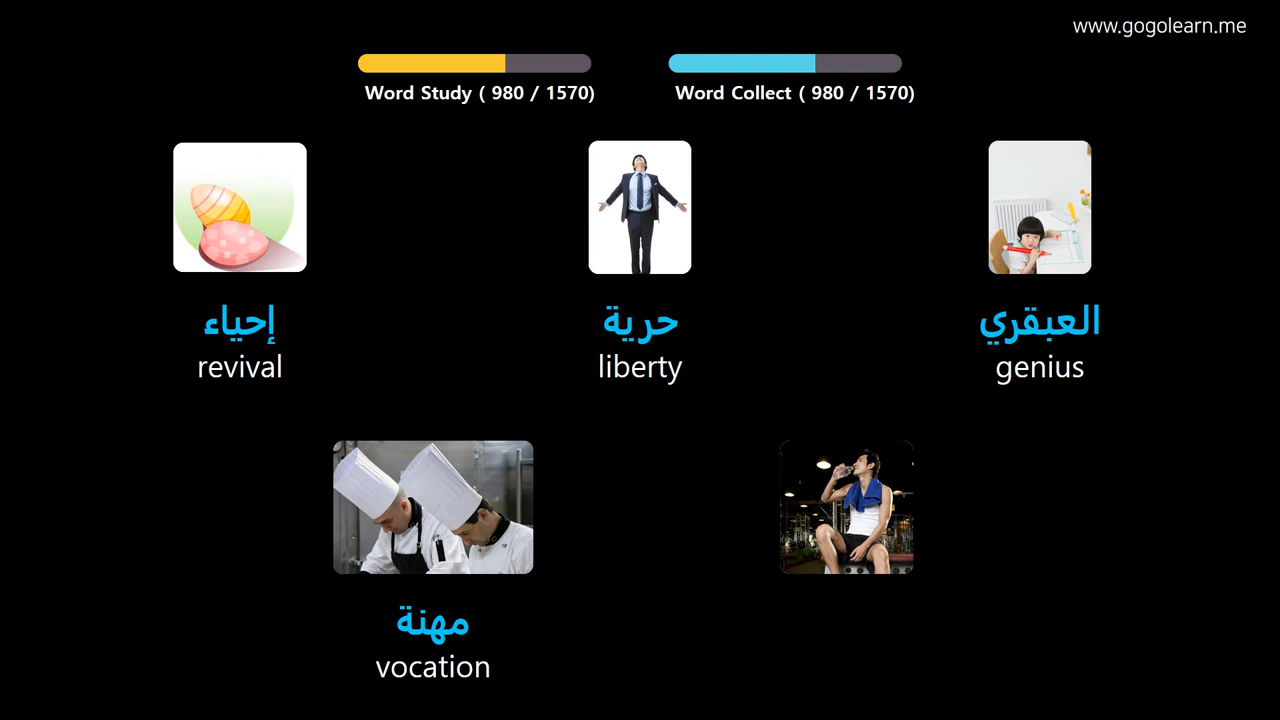 www.gogolearn.me
Word Study ( 980 / 1570)
Word Collect ( 980 / 1570)
إحياء
revival
حرية
liberty
العبقري
genius
مهنة
vocation